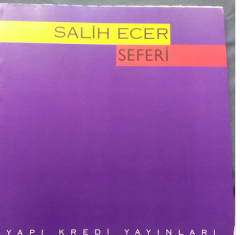 SALİH ECER
SEFERİ
YAPI KREDİ YAYINLARI